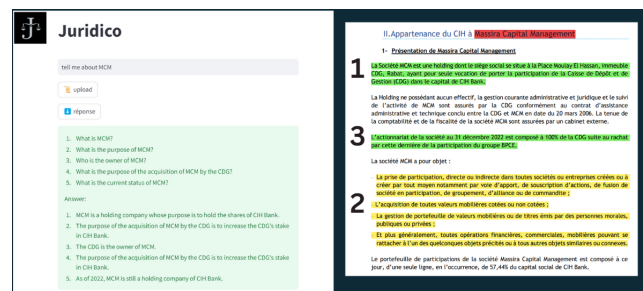 Juridico
tell me about MCM
upload
réponse
1. What is MCM?
2. What is the purpose of MCM?
3. Who is the owner of MCM?
4. What is the purpose of the acquisition of MCM by the CDG?
5. What is the current status of MCM?
Answer:
1. MCM is a holding company whose purpose is to hold the shares of CIH Bank.
2. The purpose of the acquisition of MCM by the CDG is to increase the CDG's stake
in CIH Bank.
3. The CDG is the owner of MCM.
4. The purpose of the acquisition of MCM by the CDG is to increase the CDG's stake
in CIH Bank.
5. As of 2022, MCM is still a holding company of CIH Bank.
II.Appartenance du CIH à Massira Capital Management
1- Présentation de Massira Capital Management
1
La Société MCM est une holding dont le siège social se situe à la Place Moulay El Hassan, Immeuble
CDG, Rabat, ayant pour seule vocation de porter la participation de la Caisse de Dépôt et de
Gestion (CDG) dans le capital de CIH Bank.
La Holding ne possédant aucun effectif, la gestion courante administrative et juridique et le suivi
de l'activité de MCM sont assurés par la CDG conformément au contrat d'assistance
administrative et technique conclu entre la CDG et MCM en date du 20 mars 2006. La tenue de
la comptabilité et de la fiscalité de la société MCM sont assurées par un cabinet externe.
3
L'actionnariat de la société au 31 décembre 2022 est composé à 100% de la CDG suite au rachat
par cette dernière de la participation du groupe BPCE.
La société MCM a pour objet :
2
- La prise de participation, directe ou indirecte dans toutes sociétés ou entreprises créées ou à
créer par tout moyen notamment par voie d'apport, de souscription d'actions, de fusion de
société en participation, de groupement, d'alliance ou de commandite ;
- L'acquisition de toutes valeurs mobilières cotées ou non cotées ;
- La gestion de portefeuille de valeurs mobilières ou de titres émis par des personnes morales,
publiques ou privées ;
- Et plus généralement, toutes opérations financières, commerciales, mobilières pouvant se
rattacher à l'un des quelconques objets précités ou à tous autres objets similaires ou connexes.
Le portefeuille de participations de la société Massira Capital Management est composé à ce
jour, d'une seule ligne, en l'occurrence, de 57,44% du capital social de CIH Bank.